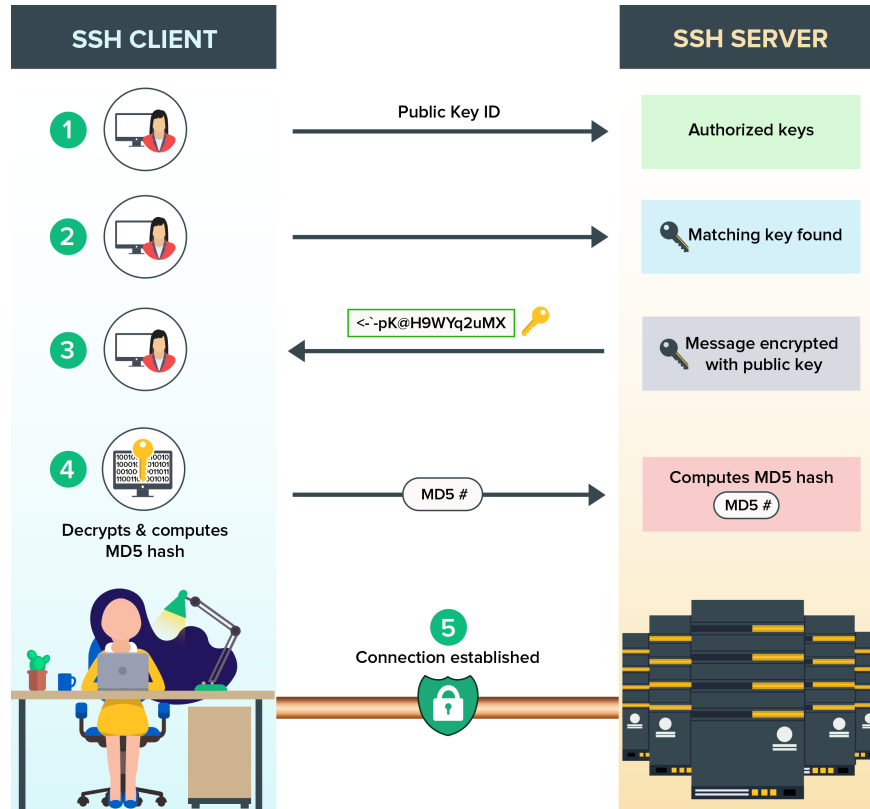 SSH CLIENT
SSH SERVER
1
Public Key ID
Authorized keys
2
Matching key found
3
<-`-pK@H9WYq2uMX
Message encrypted
with public key
4
Decrypts & computes
MD5 hash
MD5 #
Computes MD5 hash
MD5 #
5
Connection established